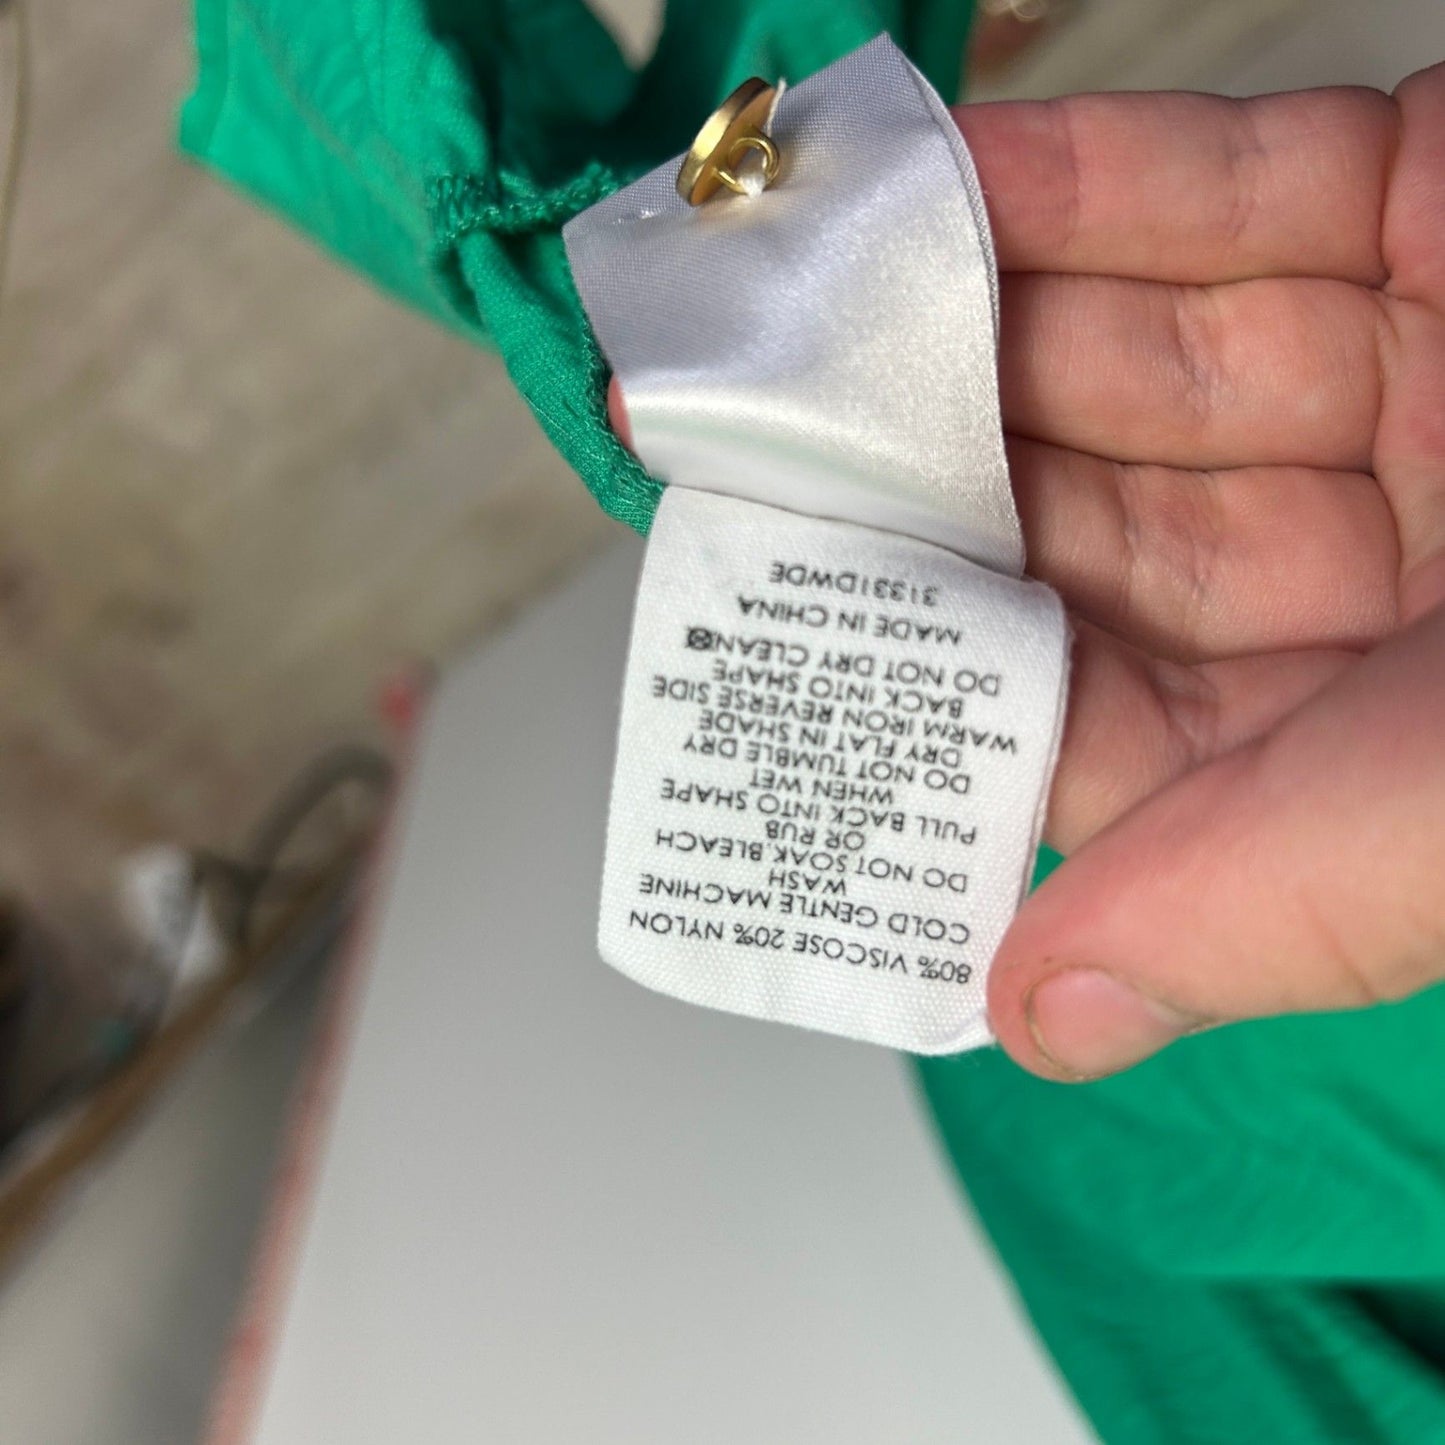 80% VISCOSE 20% NYLON
COLD GENTLE MACHINE
WASH
DO NOT SOAK.BLEACH
OR RUB
PULL BACK INTO SHAPE
WHEN WET
DO NOT TUMBLE DRY
DRY FLAT IN SHADE
WARM IRON REVERSE SIDE
BACK INTO SHAPE
DO NOT DRY CLEAN
MADE IN CHINA
31331DWDE